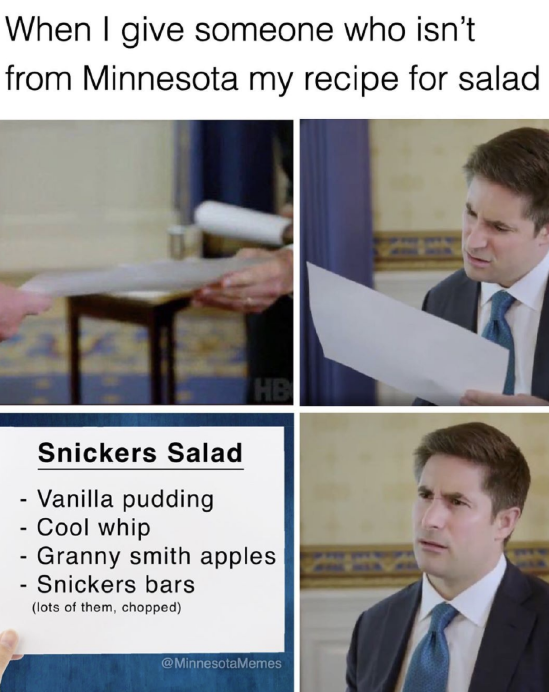 When I give someone who isn’t
from Minnesota my recipe for salad
HB
Snickers Salad
- Vanilla pudding
- Cool whip
- Granny smith apples
- Snickers bars
(lots of them, chopped)
@MinnesotaMemes